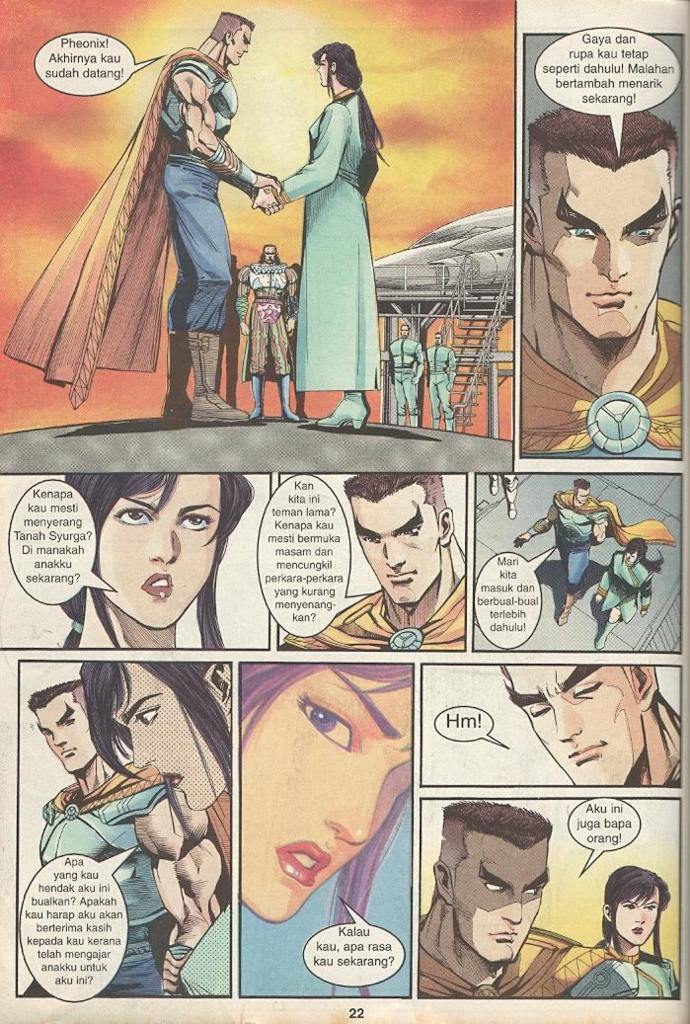 Pheonix!
Akhirnya kau
sudah datang!
Gaya dan
rupa kau tetap
seperti dahulu! Malahan
bertambah menarik
sekarang!
Kenapa
kau mesti
menyerang
Tanah Syurga?
Di manakah
anakku
sekarang?
Kan
kita ini
teman lama?
Kenapa kau
mesti bermuka
masam dan
mencungkil
perkara-perkara
yang kurang
menyenang-
kan?
Mari
kita
masuk dan
berbual-bual
terlebih
dahulu!
Apa
yang kau
hendak aku ini
bualkan? Apakah
kau harap aku akan
berterima kasih
kepada kau kerana
telah mengajar
anakku untuk
aku ini?
Kalau
kau, apa rasa
kau sekarang?
Hm!
Aku ini
juga bapa
orang!
22